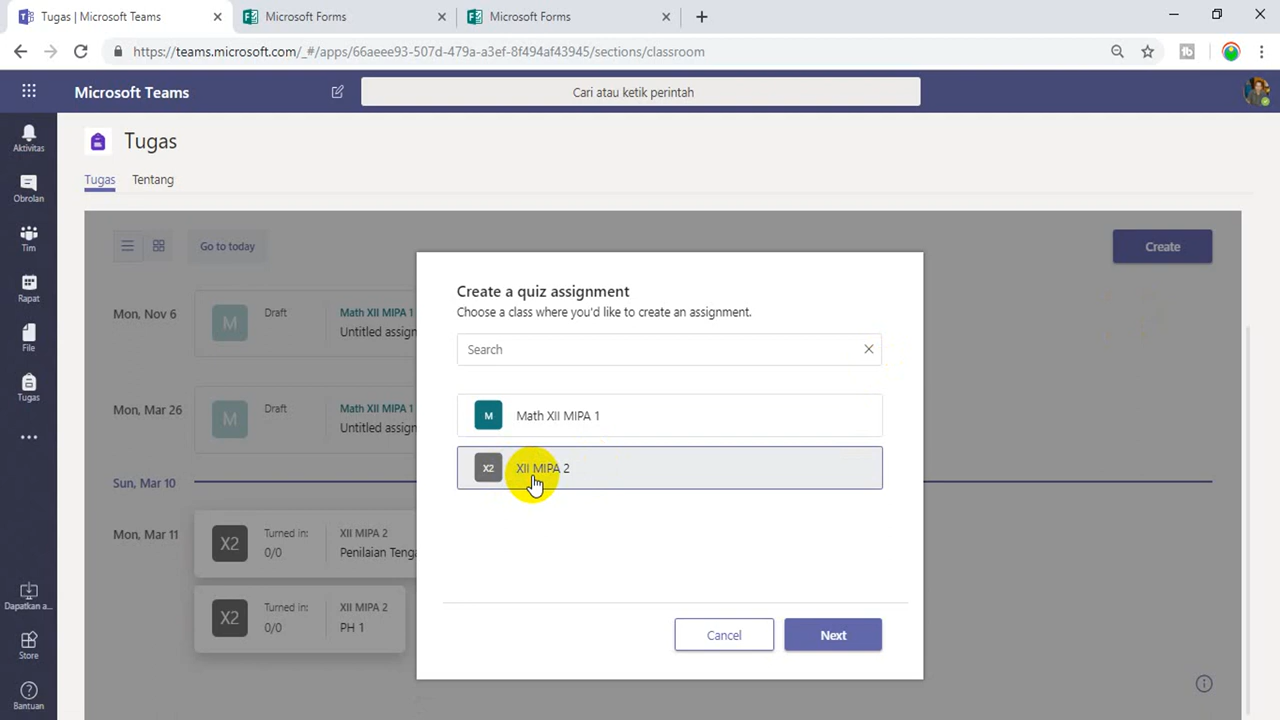 Tugas | Microsoft Teams
Microsoft Forms
Microsoft Forms
https://teams.microsoft.com/_#/apps/66aeee93-507d-479a-a3ef-8f494af43945/sections/classroom
Microsoft Teams
Cari atau ketik perintah
Aktivitas
Obrolan
Tim
Rapat
File
Tugas
Dapatkan a...
Store
Bantuan
Tugas
Tugas
Tentang
Go to today
Create
Mon, Nov 6
M
Draft
Math XII MIPA 1
Untitled assign
Mon, Mar 26
M
Draft
Math XII MIPA 1
Untitled assign
Sun, Mar 10
Mon, Mar 11
X2
Turned in:
0/0
XII MIPA 2
Penilaian Tenga
X2
Turned in:
0/0
XII MIPA 2
PH 1
Create a quiz assignment
Choose a class where you'd like to create an assignment.
Search
M
Math XII MIPA 1
X2
XII MIPA 2
Cancel
Next